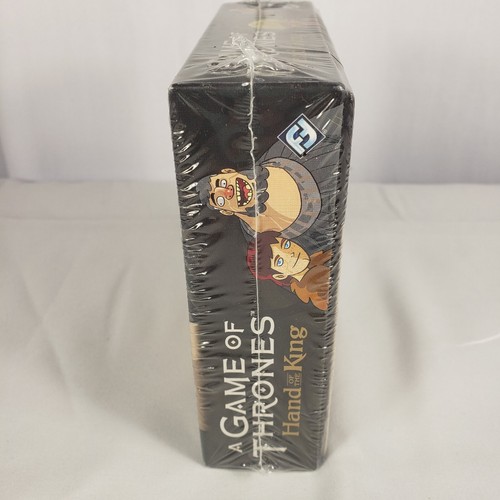 A GAME OF
THRONES
Hand OF THE King